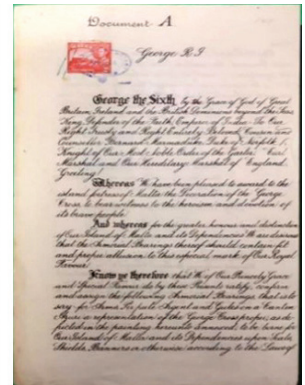 Document A
George R.I
George the Sixth by the Grace of God of Great
Britain Ireland and the British Dominions beyond the Seas
King Defender of the Faith Emperor of India To Our
Right Trusty and Right Entirely Beloved Cousin and
Counsellor Bernard Marmaduke Duke of Norfolk
Knight of Our Most Noble Order of the Garter Earl
Marshal and Our Hereditary Marshal of England
Greeting!
Whereas We have been pleased to award to the
Island Fortress of Malta the Decoration of the George
Cross to bear witness to the heroism and devotion of
its brave people
And whereas for the greater honour and distinction
of Our Island of Malta and its Dependencies We are desirous
that the Armorial Bearings thereof should contain fit
and proper allusion to this especial mark of Our Royal
Favour
Know ye therefore that We of Our Princely Grace
and Special Favour do by these Presents ratify confirm
and assign the following Armorial Bearings that is to
say for Arms Per pale Argent and Gules on a Canton
Azure a representation of the George Cross proper as de
picted in the painting hereunto annexed to be borne for
Our Island of Malta and its Dependencies upon Seals
Shields Banners or otherwise according to the Laws of